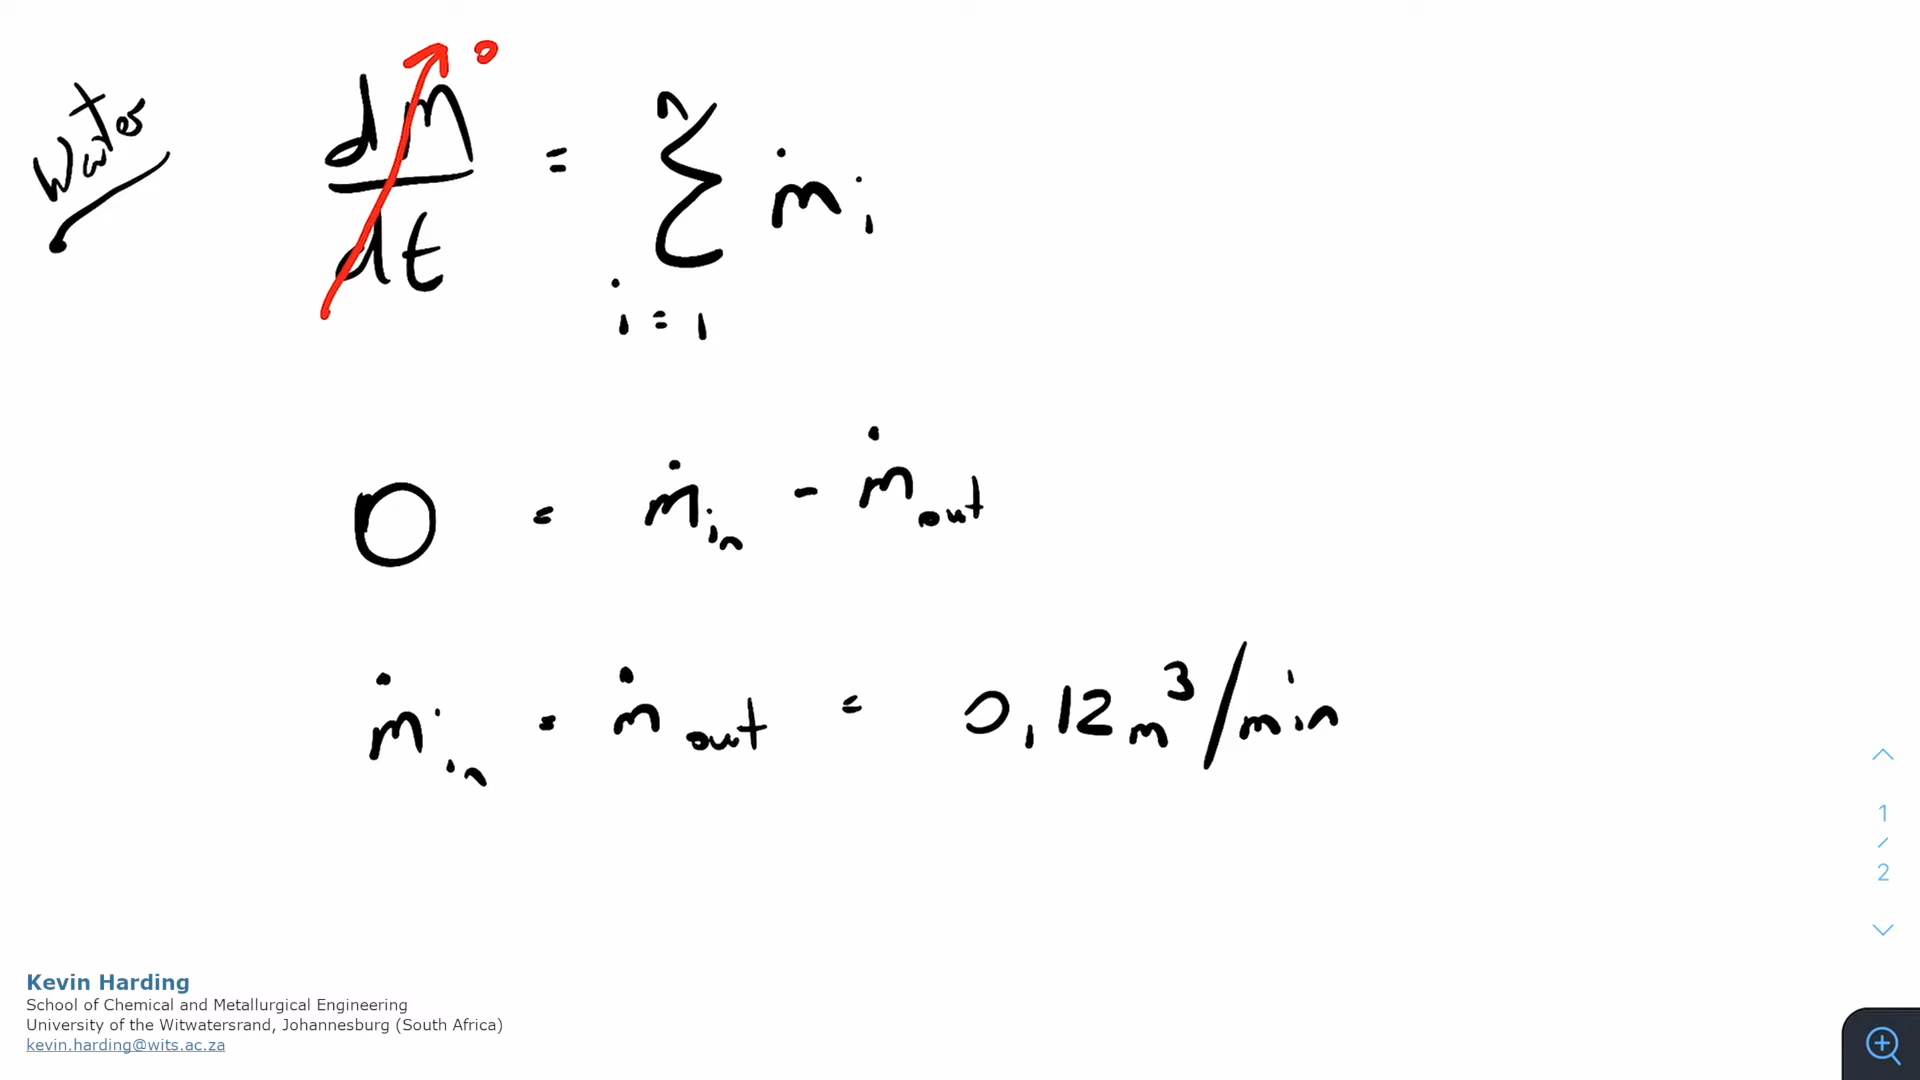 Water
dM/dt → 0 = Σ ṁi
n
i = 1
0 = ṁin - ṁout
ṁin = ṁout = 0,12 m³/min
1
/
2
Kevin Harding
School of Chemical and Metallurgical Engineering
University of the Witwatersrand, Johannesburg (South Africa)
kevin.harding@wits.ac.za